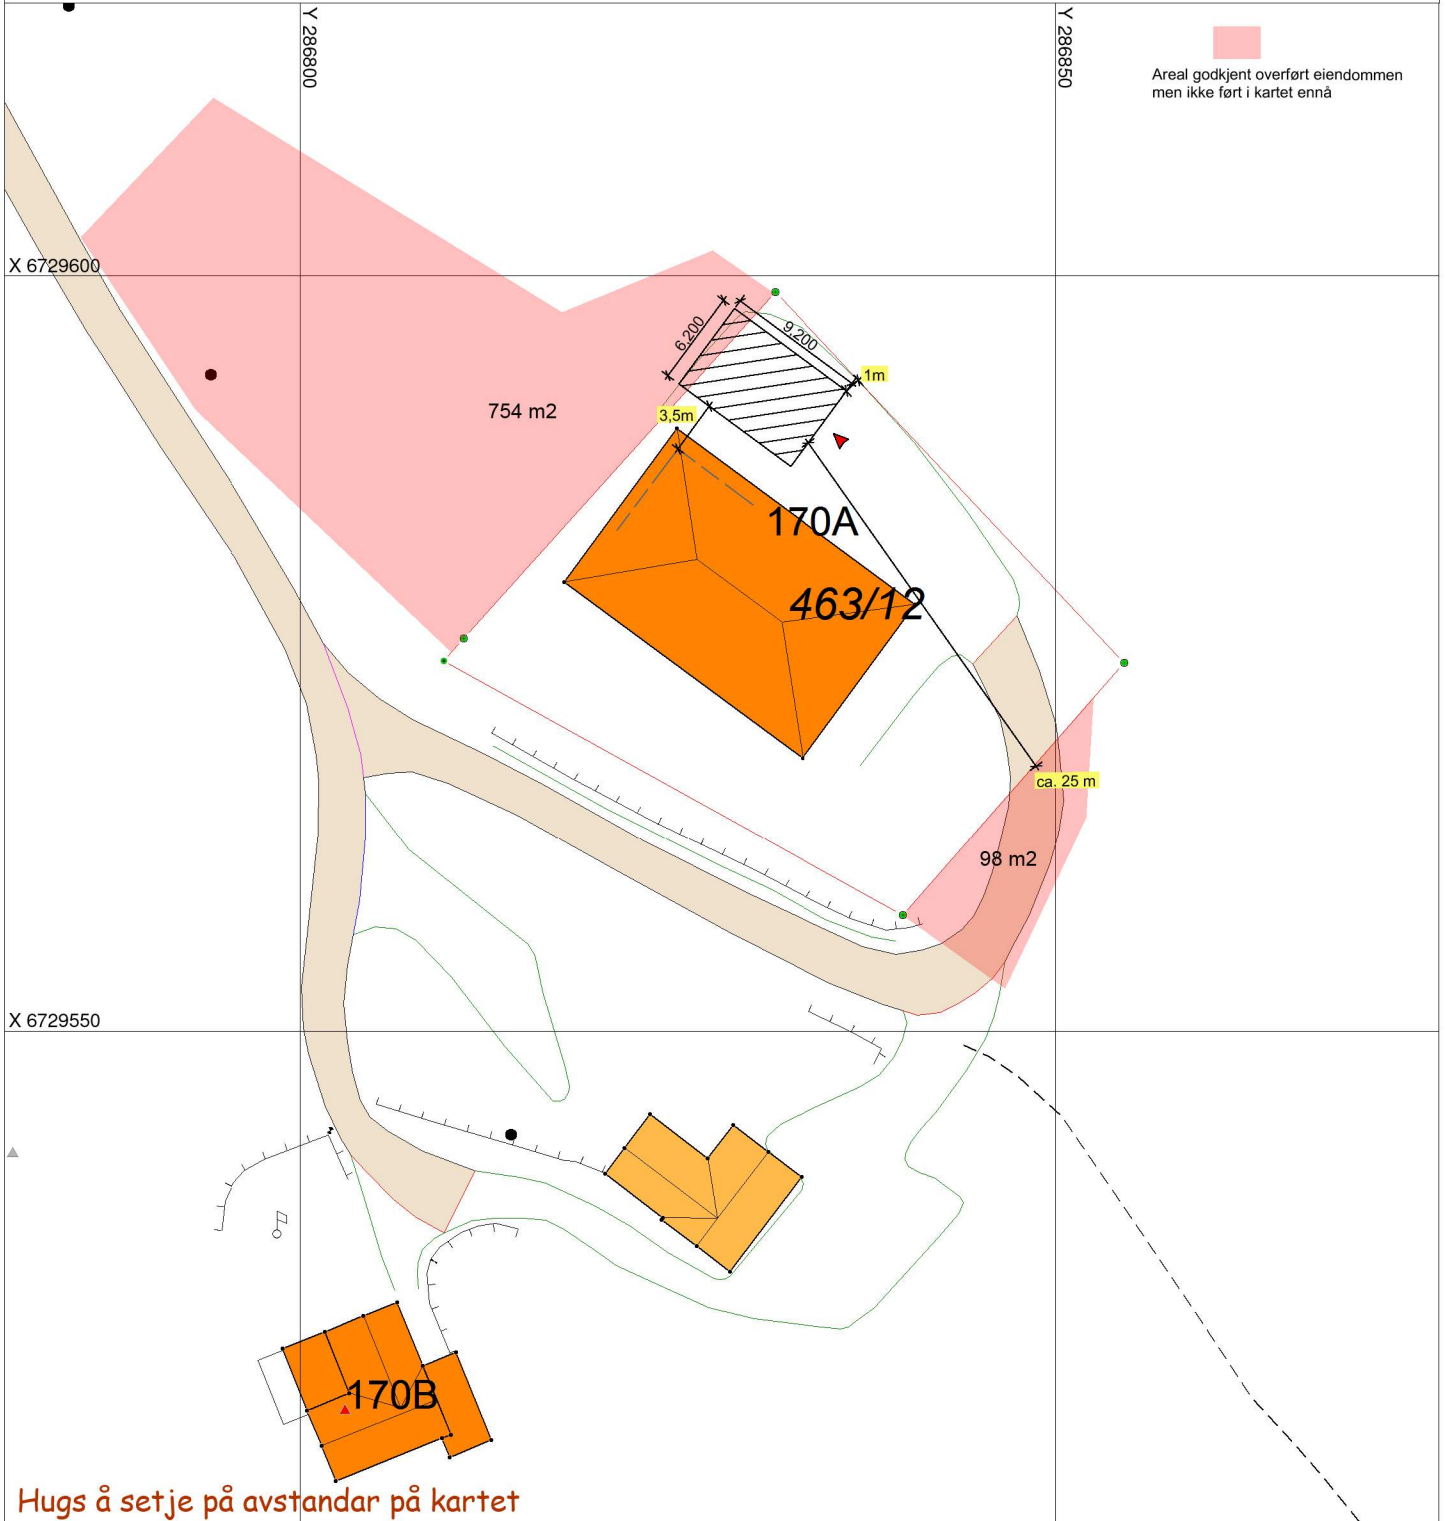 Y 286800
Y 286850
Areal godkjent overført eiendommen
men ikke ført i kartet ennå
X 6729600
6,200
9,200
1m
754 m2
3,5m
170A
463/12
ca. 25 m
98 m2
X 6729550
170B
Hugs å setje på avstandar på kartet